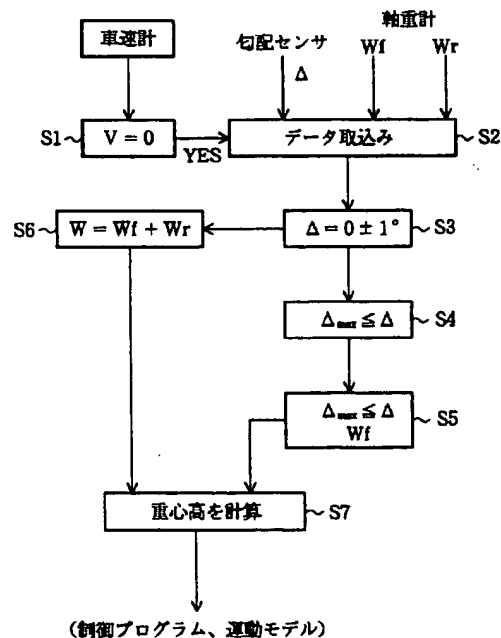 軸重計
車速計
勾配センサ
Δ
Wf
Wr
S1
V = 0
YES
データ取込み
S2
S6
W = Wf + Wr
Δ = 0 ± 1°
S3
Δmax ≦ Δ
S4
Δmax ≦ Δ
Wf
S5
重心高を計算
S7
(制御プログラム、運動モデル)